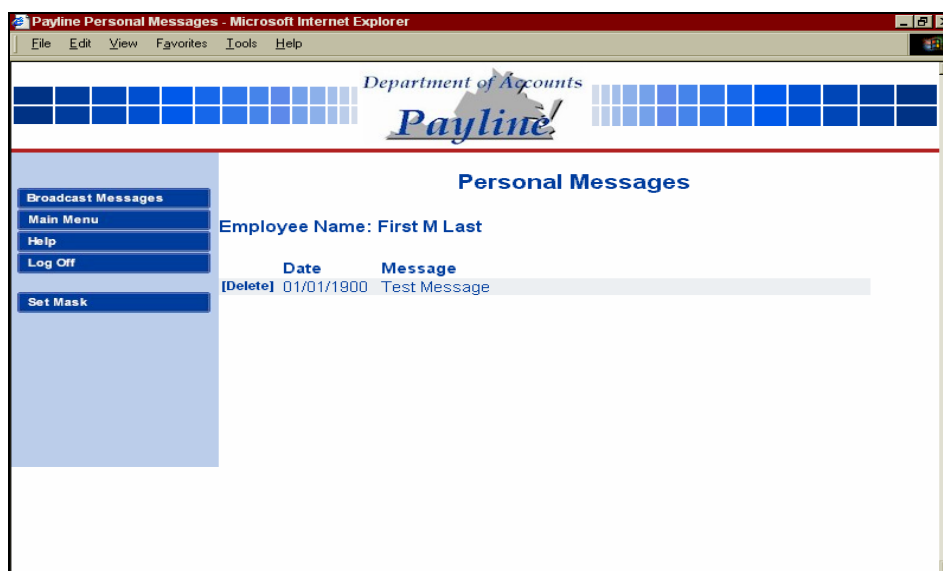 Payline Personal Messages - Microsoft Internet Explorer
File Edit View Favorites Tools Help
Department of Accounts
Payline!
Personal Messages
Broadcast Messages
Main Menu
Help
Log Off
Set Mask
Employee Name: First M Last
Date Message
[Delete] 01/01/1900 Test Message